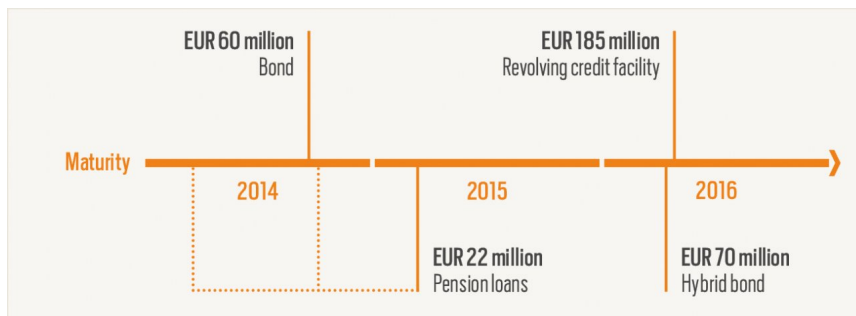 EUR 60 million
Bond
EUR 185 million
Revolving credit facility
Maturity
2014
2015
2016
EUR 22 million
Pension loans
EUR 70 million
Hybrid bond